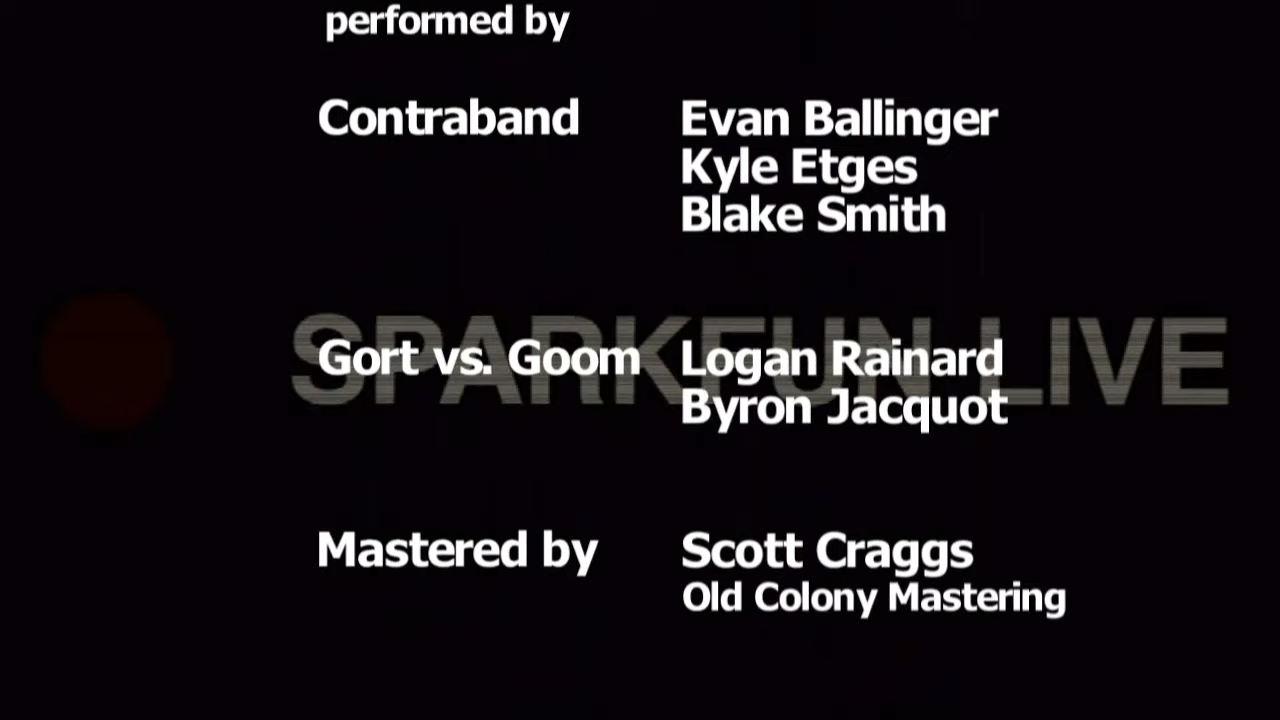 performed by
Contraband Evan Ballinger
Kyle Etges
Blake Smith
SPARKFUN LIVE
Gort vs. Goom Logan Rainard
Byron Jacquot
Mastered by Scott Craggs
Old Colony Mastering